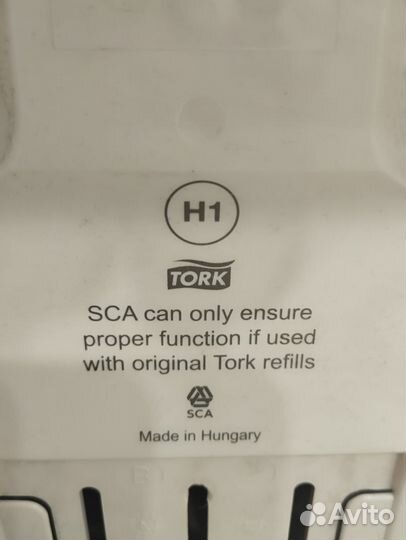 H1
TORK
SCA can only ensure
proper function if used
with original Tork refills
SCA
Made in Hungary
Avito